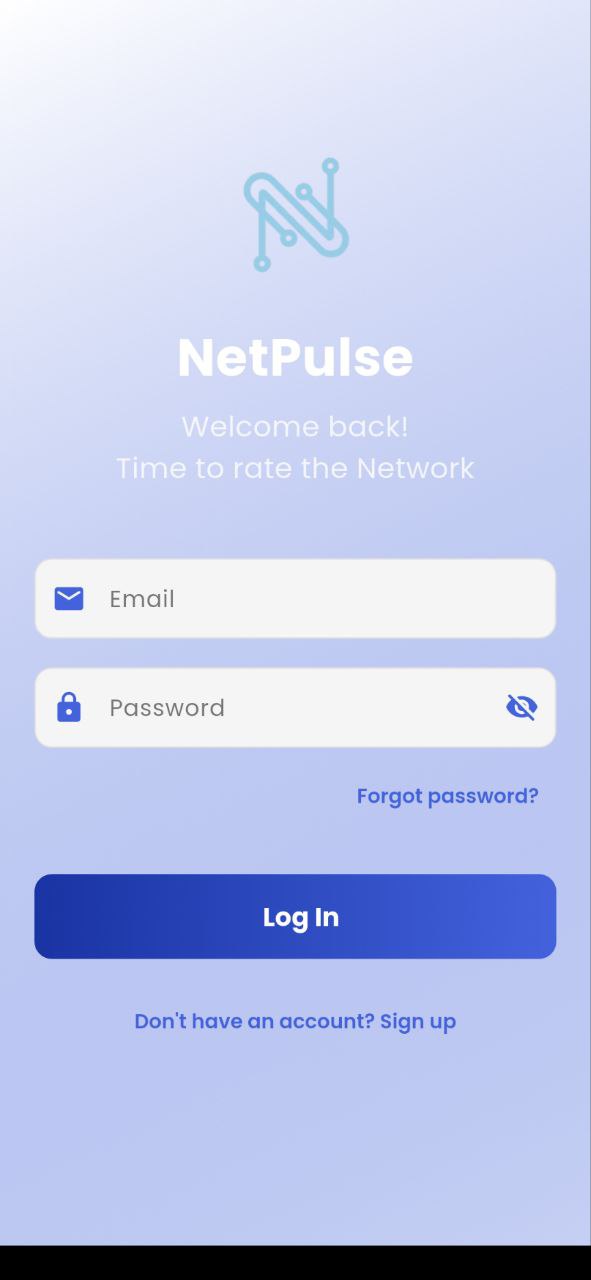 NetPulse
Welcome back!
Time to rate the Network
Email
Password
Forgot password?
Log In
Don't have an account? Sign up